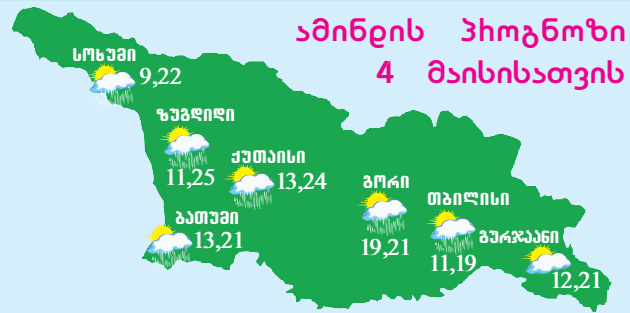 ამინდის პროგნოზი
4 მაისისათვის
სოხუმი
9,22
ზუგდიდი
11,25
ქუთაისი
13,24
ბათუმი
13,21
გორი
19,21
თბილისი
11,19
გურჯაანი
12,21